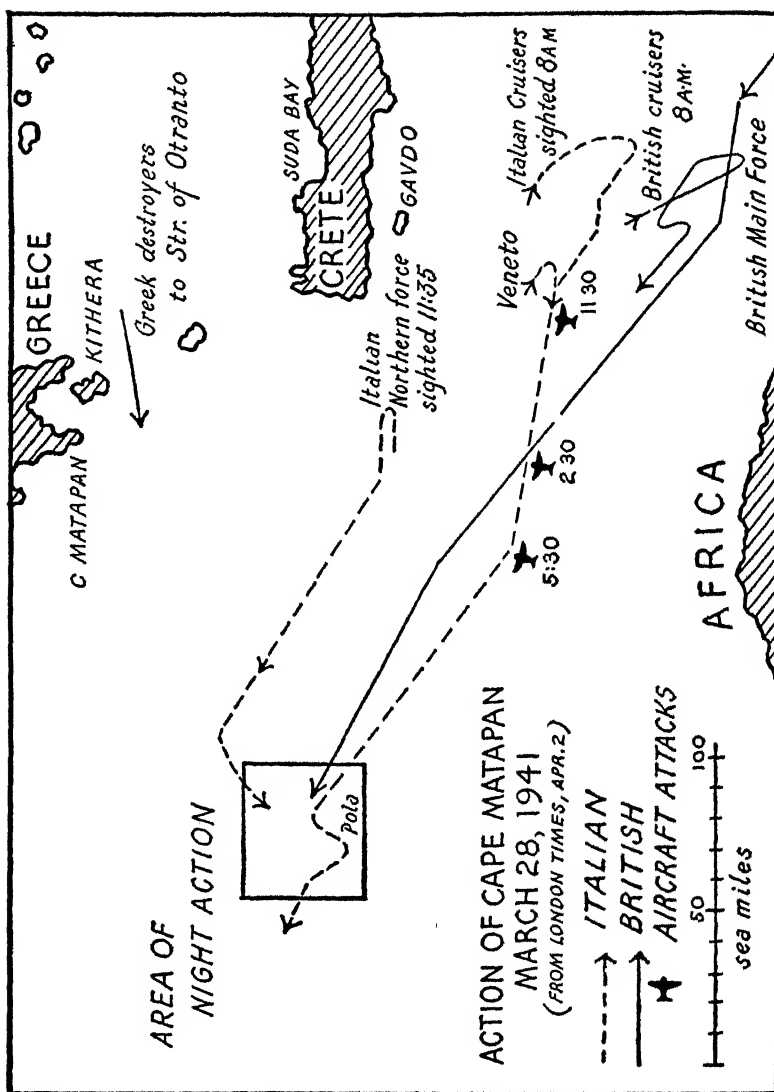 GREECE
C MATAPAN
KITHERA
Greek destroyers
to Str. of Otranto
SUDA BAY
CRETE
GAVDO
Italian
Northern force
sighted 11:35
Italian Cruisers
sighted 8AM
British cruisers
8 A.M.
Veneto
11 30
2 30
5:30
British Main Force
AFRICA
AREA OF
NIGHT ACTION
Pola
ACTION OF CAPE MATAPAN
MARCH 28, 1941
(FROM LONDON TIMES, APR. 2)
ITALIAN
BRITISH
AIRCRAFT ATTACKS
50 100
sea miles